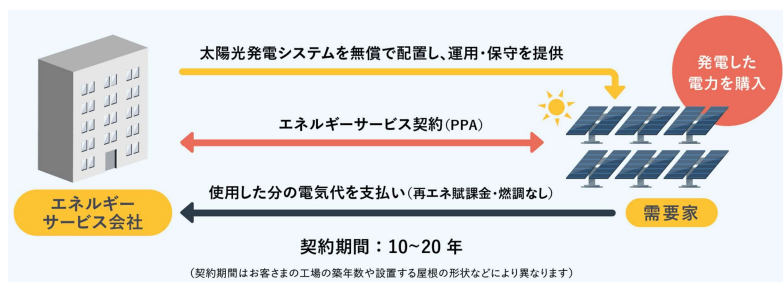 太陽光発電システムを無償で配置し、運用・保守を提供
発電した
電力を購入
エネルギーサービス契約(PPA)
使用した分の電気代を支払い(再エネ賦課金・燃調なし)
エネルギー
サービス会社
需要家
契約期間：10~20 年
(契約期間はお客さまの工場の築年数や設置する屋根の形状などにより異なります)